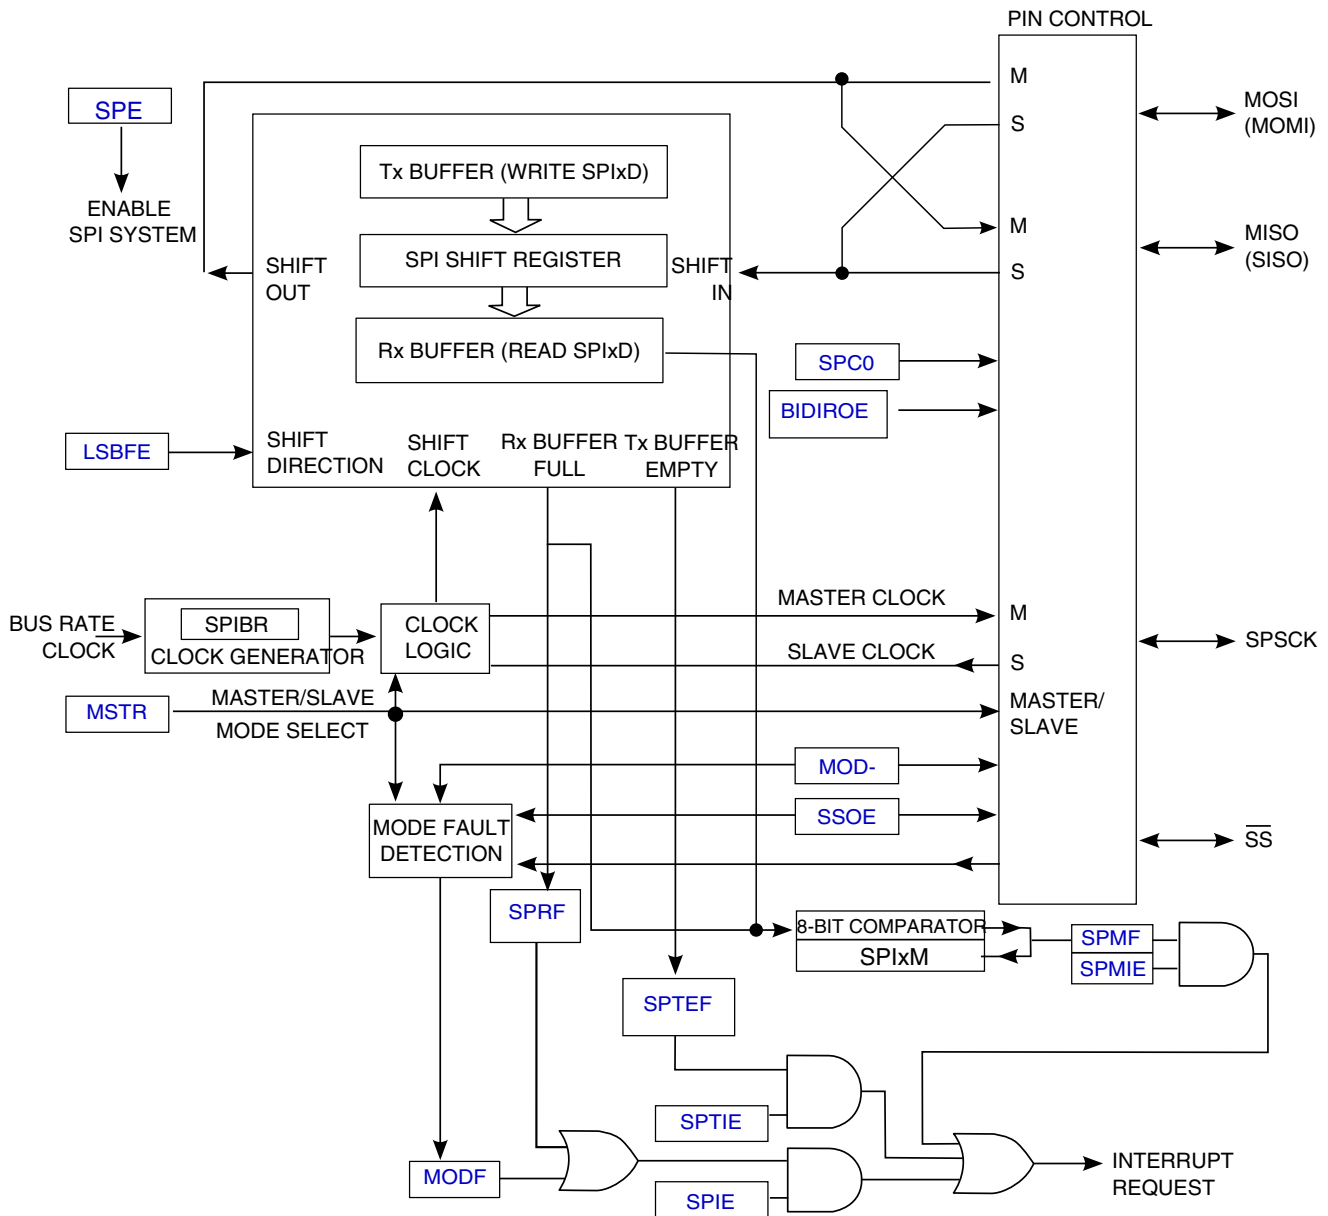 PIN CONTROL
SPE
ENABLE
SPI SYSTEM
M
S
M
S
MOSI
(MOMI)
MISO
(SISO)
Tx BUFFER (WRITE SPIxD)
SPI SHIFT REGISTER
Rx BUFFER (READ SPIxD)
SHIFT
OUT
SHIFT
IN
SPC0
BIDIROE
LSBFE
SHIFT
DIRECTION
SHIFT
CLOCK
Rx BUFFER
FULL
Tx BUFFER
EMPTY
BUS RATE
CLOCK
SPIBR
CLOCK GENERATOR
CLOCK
LOGIC
MASTER CLOCK
M
SLAVE CLOCK
S
SPSCK
MSTR
MASTER/SLAVE
MODE SELECT
MASTER/
SLAVE
MOD-
SSOE
MODE FAULT
DETECTION
SS
SPRF
8-BIT COMPARATOR
SPIxM
SPMF
SPMIE
SPTEF
SPTIE
MODF
SPIE
INTERRUPT
REQUEST